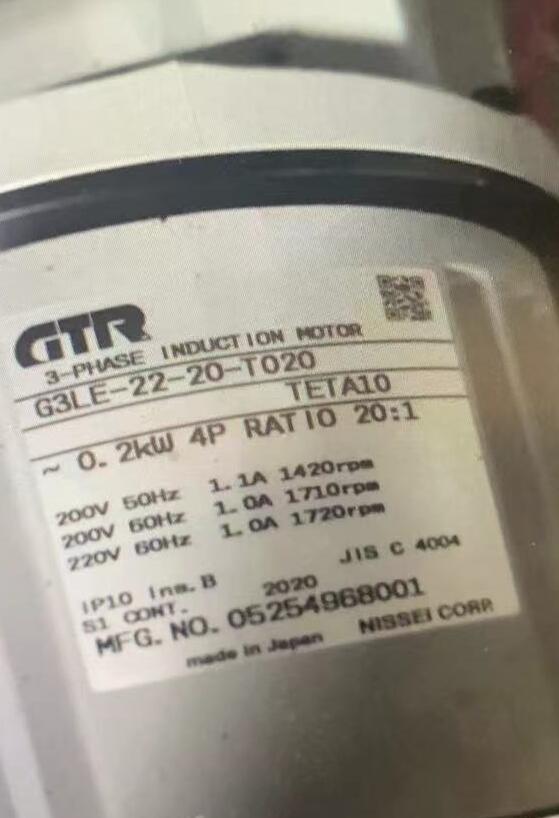 GTR
3-PHASE INDUCTION MOTOR
G3LE-22-20-T020
TETA10
~ 0.2kW 4P RATIO 20:1
200V 50Hz 1.1A 1420rpm
200V 60Hz 1.0A 1710rpm
220V 60Hz 1.0A 1720rpm
IP10 Ins.B JIS C 4004
S1 CONT. 2020
MFG. NO. 05254968001
made in Japan NISSEI CORP.